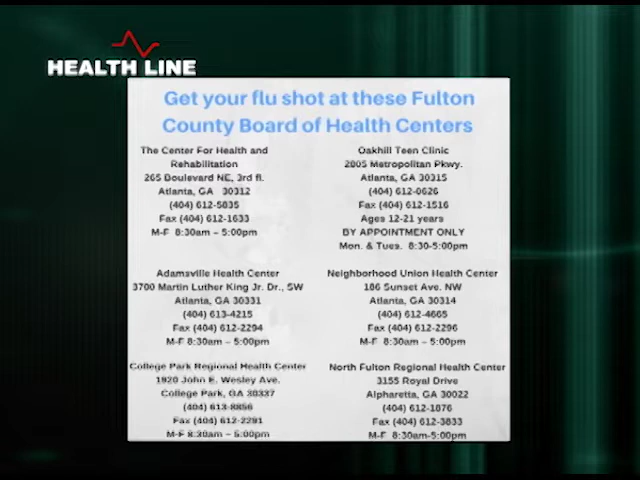 HEALTH LINE
Get your flu shot at these Fulton
County Board of Health Centers
The Center For Health and
Rehabilitation
265 Boulevard NE, 3rd fl.
Atlanta, GA 30312
(404) 612-5835
Fax (404) 612-1633
M-F 8:30am – 5:00pm
Oakhill Teen Clinic
2805 Metropolitan Pkwy.
Atlanta, GA 30315
(404) 612-0626
Fax (404) 612-1516
Ages 12-21 years
BY APPOINTMENT ONLY
Mon. & Tues. 8:30-5:00pm
Adamsville Health Center
3700 Martin Luther King Jr. Dr., SW
Atlanta, GA 30331
(404) 613-4215
Fax (404) 612-2294
M-F 8:30am – 5:00pm
Neighborhood Union Health Center
186 Sunset Ave. NW
Atlanta, GA 30314
(404) 612-4665
Fax (404) 612-2296
M-F 8:30am – 5:00pm
College Park Regional Health Center
1920 John E. Wesley Ave.
College Park, GA 30337
(404) 613-8856
Fax (404) 612-2291
M-F 8:30am – 5:00pm
North Fulton Regional Health Center
3155 Royal Drive
Alpharetta, GA 30022
(404) 612-1876
Fax (404) 612-3833
M-F 8:30am-5:00pm